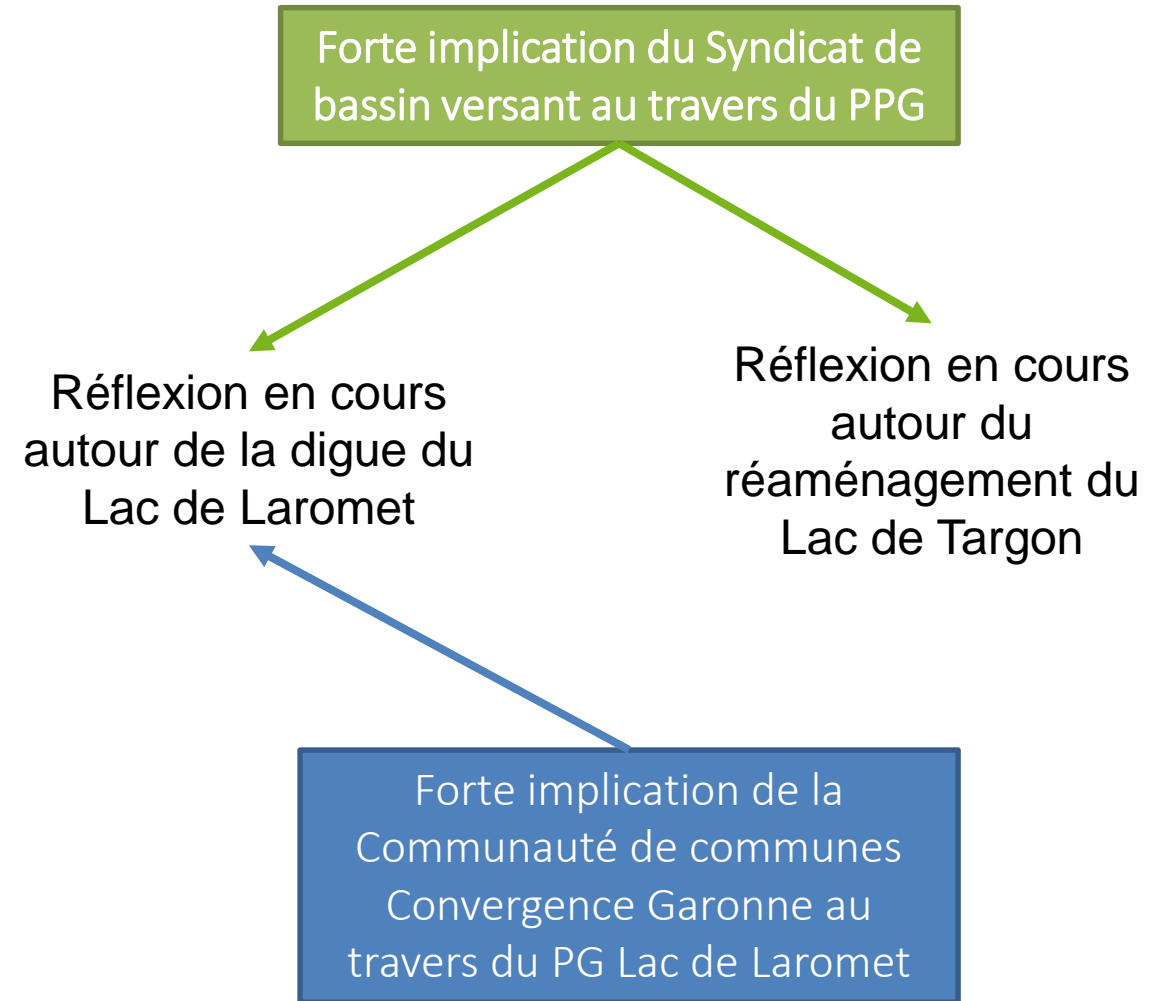 Forte implication du Syndicat de
bassin versant au travers du PPG
Réflexion en cours
autour de la digue du
Lac de Laromet
Réflexion en cours
autour du
réaménagement du
Lac de Targon
Forte implication de la
Communauté de communes
Convergence Garonne au
travers du PG Lac de Laromet